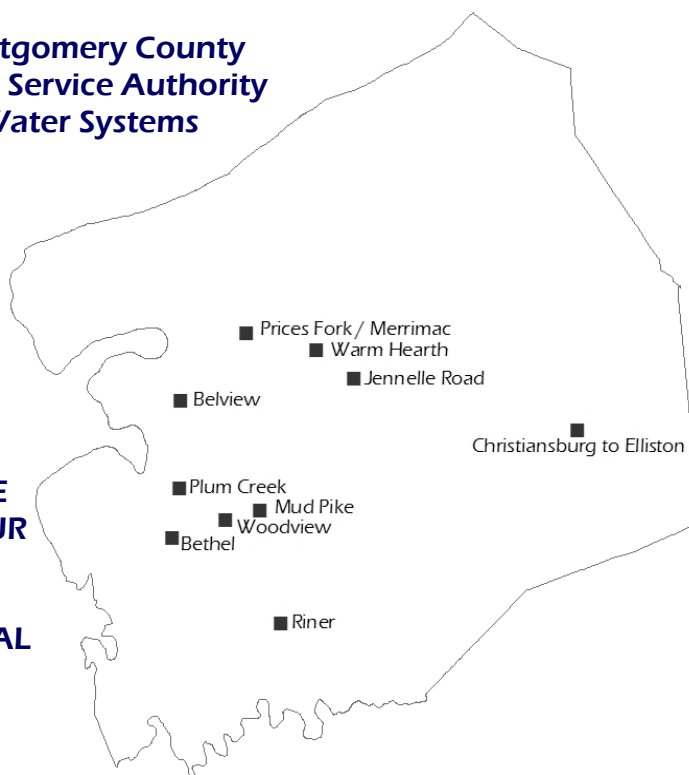 tgomery County
Service Authority
Water Systems
Prices Fork / Merrimac
Warm Hearth
Jennelle Road
Belview
Christiansburg to Elliston
Plum Creek
Mud Pike
Woodview
Bethel
E
UR
Riner
AL